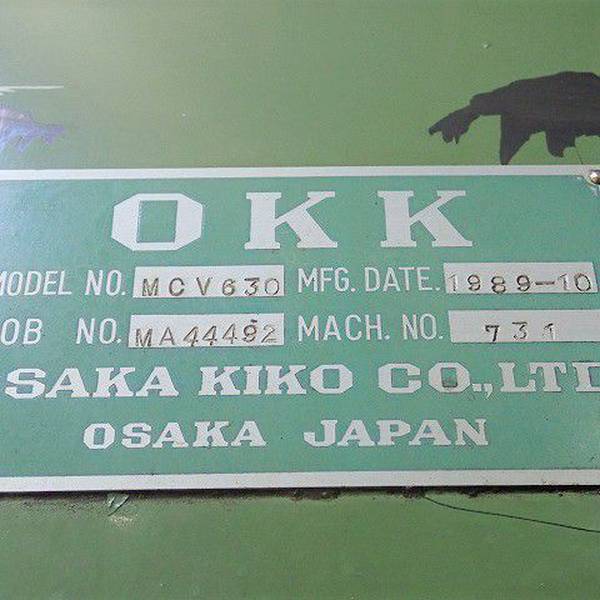 OKK
MODEL NO. MCV630 MFG. DATE. 1989-10
OB NO. MA44492 MACH. NO. 731
SAKA KIKO CO., LTD
OSAKA JAPAN